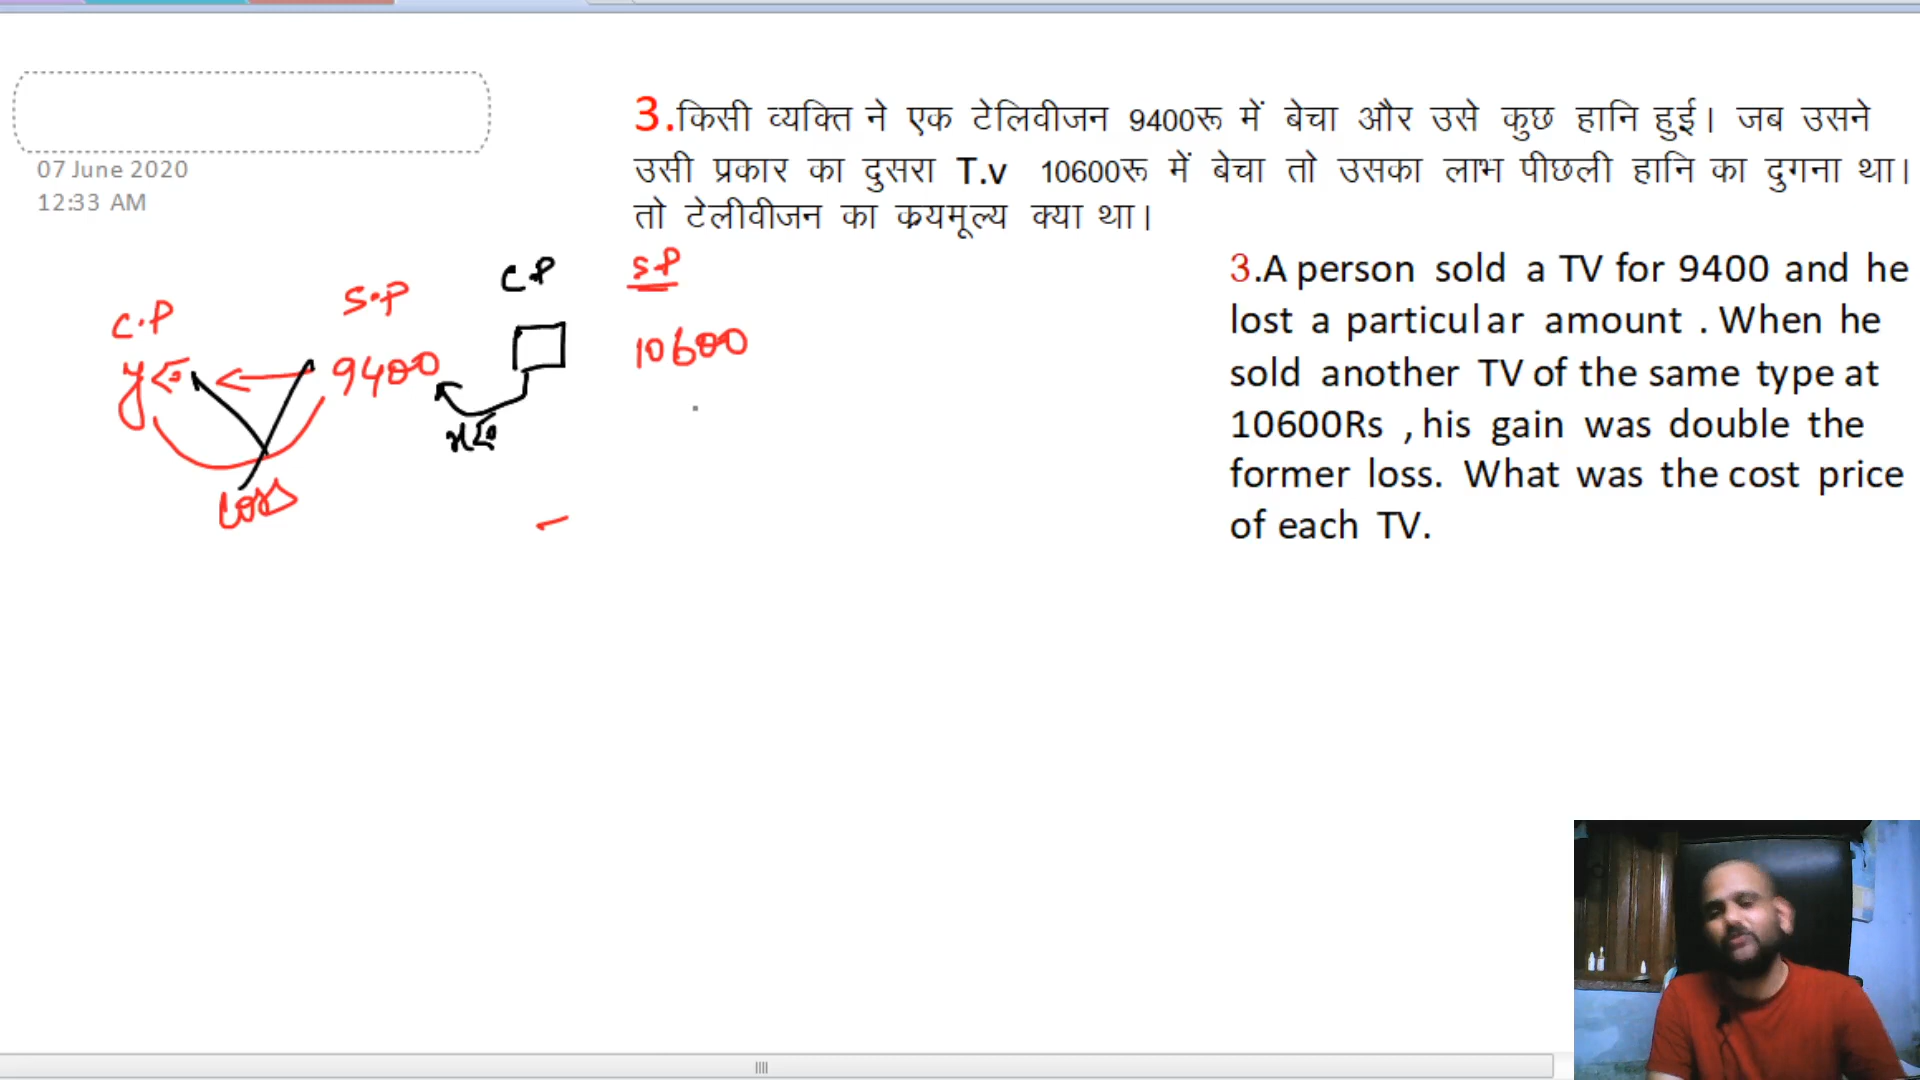 07 June 2020
12:33 AM
3.किसी व्यक्ति ने एक टेलिवीजन 9400रू में बेचा और उसे कुछ हानि हुई। जब उसने
उसी प्रकार का दुसरा T.v 10600रू में बेचा तो उसका लाभ पीछली हानि का दुगना था।
तो टेलीवीजन का क्रयमूल्य क्या था।
3.A person sold a TV for 9400 and he
lost a particular amount . When he
sold another TV of the same type at
10600Rs , his gain was double the
former loss. What was the cost price
of each TV.
C.P
S.P
CP
SP
9400
10600
Loss